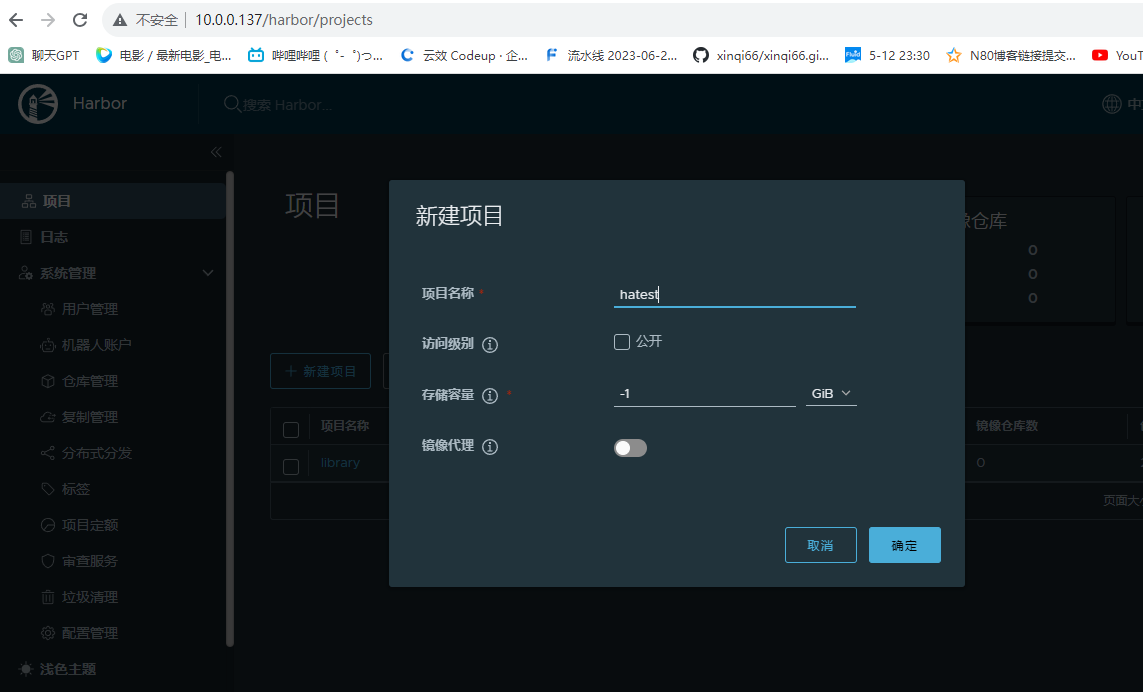 不安全 | 10.0.0.137/harbor/projects
聊天GPT 电影 / 最新电影_电... 哔哩哔哩 ( ゜- ゜)つ... 云效 Codeup · 企... 流水线 2023-06-2... xinqi66/xinqi66.gi... 5-12 23:30 N80博客链接提交... YouT
Harbor 搜索 Harbor... 中
项目
日志
系统管理
用户管理
机器人账户
仓库管理
复制管理
分布式分发
标签
项目定额
审查服务
垃圾清理
配置管理
浅色主题
项目
像仓库
0
0
0
+ 新建项目
项目名称 镜像仓库数
library 0
页面大
新建项目
项目名称 * hatest
访问级别 公开
存储容量 * -1 GiB
镜像代理
取消 确定